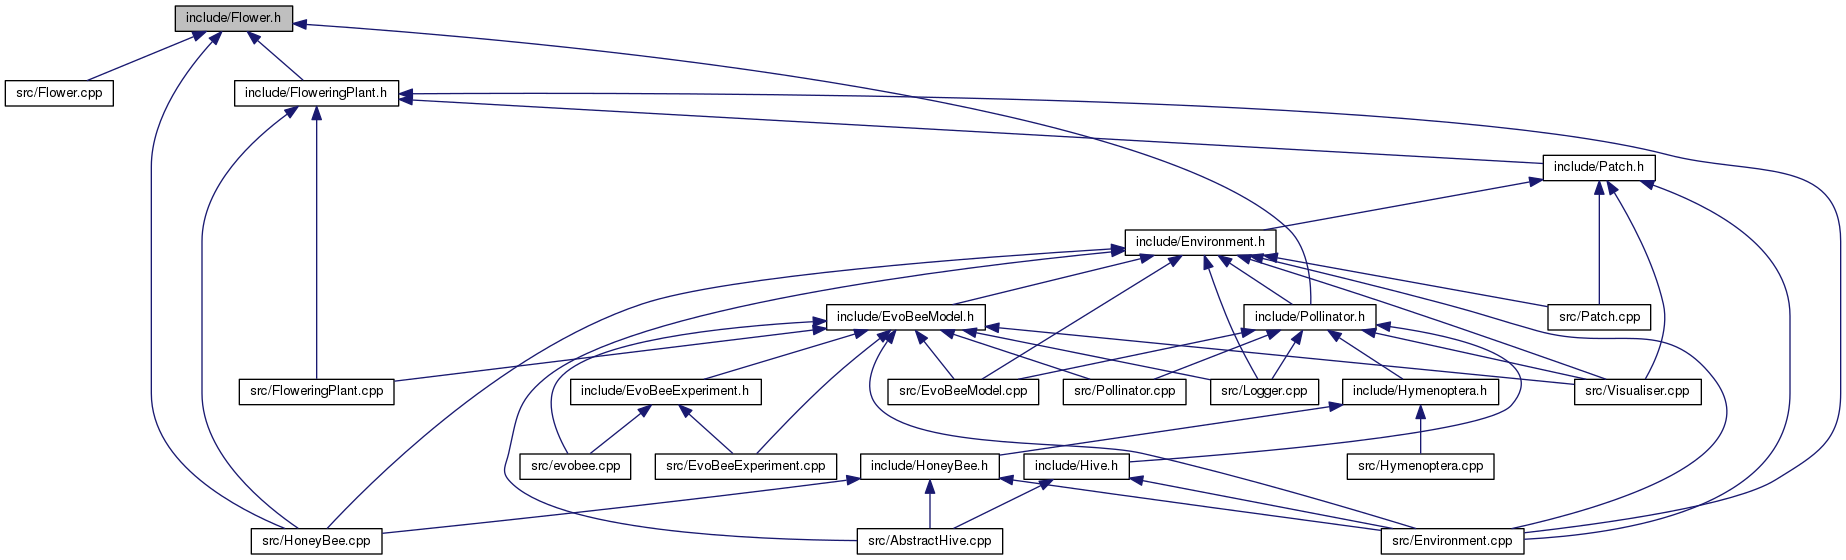 include/Flower.h
src/Flower.cpp
include/FloweringPlant.h
include/Patch.h
include/Environment.h
include/EvoBeeModel.h
include/Pollinator.h
src/Patch.cpp
src/FloweringPlant.cpp
include/EvoBeeExperiment.h
src/EvoBeeModel.cpp
src/Pollinator.cpp
src/Logger.cpp
include/Hymenoptera.h
src/Visualiser.cpp
src/evobee.cpp
src/EvoBeeExperiment.cpp
include/HoneyBee.h
include/Hive.h
src/Hymenoptera.cpp
src/HoneyBee.cpp
src/AbstractHive.cpp
src/Environment.cpp